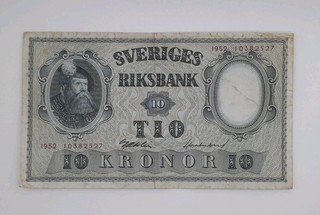 SVERIGES
RIKSBANK
1952 10382527
10
1952 10382527
TIO
10 KRONOR 10